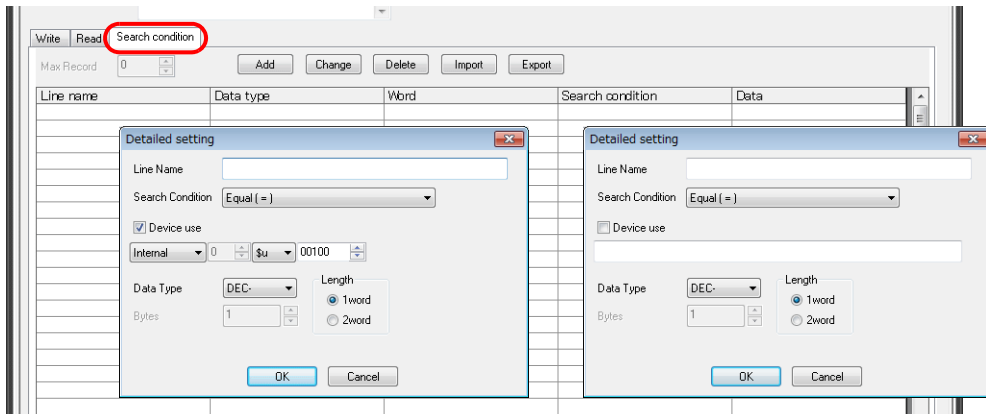 Write Read Search condition
Max Record 0 Add Change Delete Import Export
Line name Data type Word Search condition Data
Detailed setting
Line Name
Search Condition Equal ( = )
Device use
Internal 0 $u 00100
Data Type DEC-
Length
1word
Bytes 1
2word
OK Cancel
Detailed setting
Line Name
Search Condition Equal ( = )
Device use
Data Type DEC-
Length
1word
Bytes 1
2word
OK Cancel